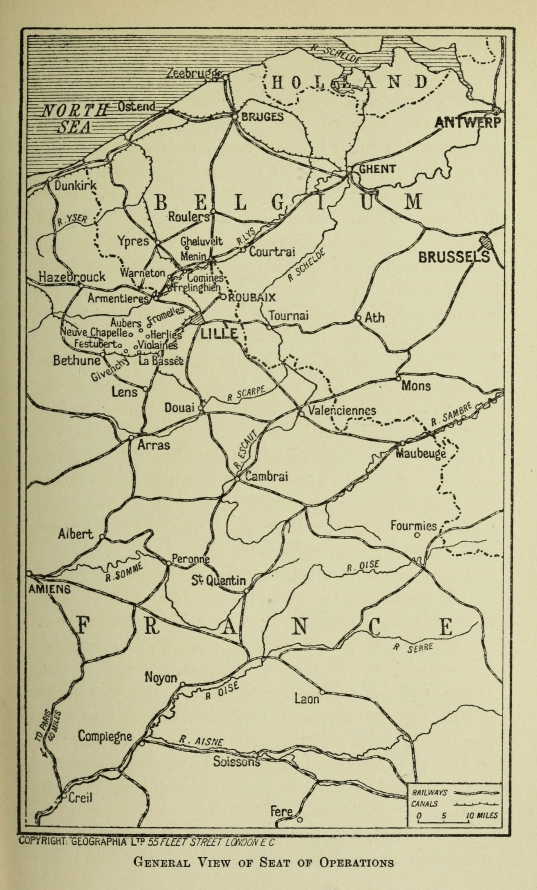 R. SCHELDE
Zeebrugge
HOLLAND
NORTH
SEA
Ostend
BRUGES
ANTWERP
GHENT
Dunkirk
BELGIUM
Roulers
R. YSER
Ypres
Gheluvelt
R. LYS
Menin
Courtrai
BRUSSELS
R. SCHELDE
Warneton
Comines
Hazebrouck
Frelinghien
Armentieres
ROUBAIX
Fromelles
Aubers
Tournai
Ath
Neuve Chapelle
Herlies
LILLE
Festubert
Violaines
Bethune
Givenchy
La Bassée
Mons
Lens
R. SCARPE
Douai
Valenciennes
R. SAMBRE
Arras
R. ESCAUT
Maubeuge
Cambrai
Albert
Fourmies
Peronne
R. SOMME
St Quentin
R. OISE
AMIENS
FRANCE
R SERRE
Noyon
R OISE
Laon
TO PARIS
40 MILES
Compiegne
R. AISNE
Soissons
Creil
Fere
RAILWAYS
CANALS
0 5 10 MILES
COPYRIGHT: GEOGRAPHIA LTD 55 FLEET STREET LONDON E C
GENERAL VIEW OF SEAT OF OPERATIONS